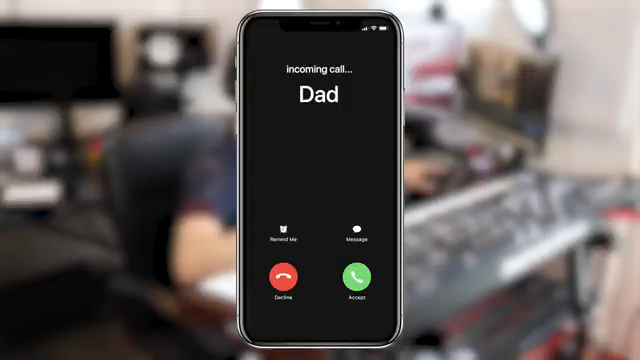 incoming call...
Dad
Remind Me
Message
Decline
Accept